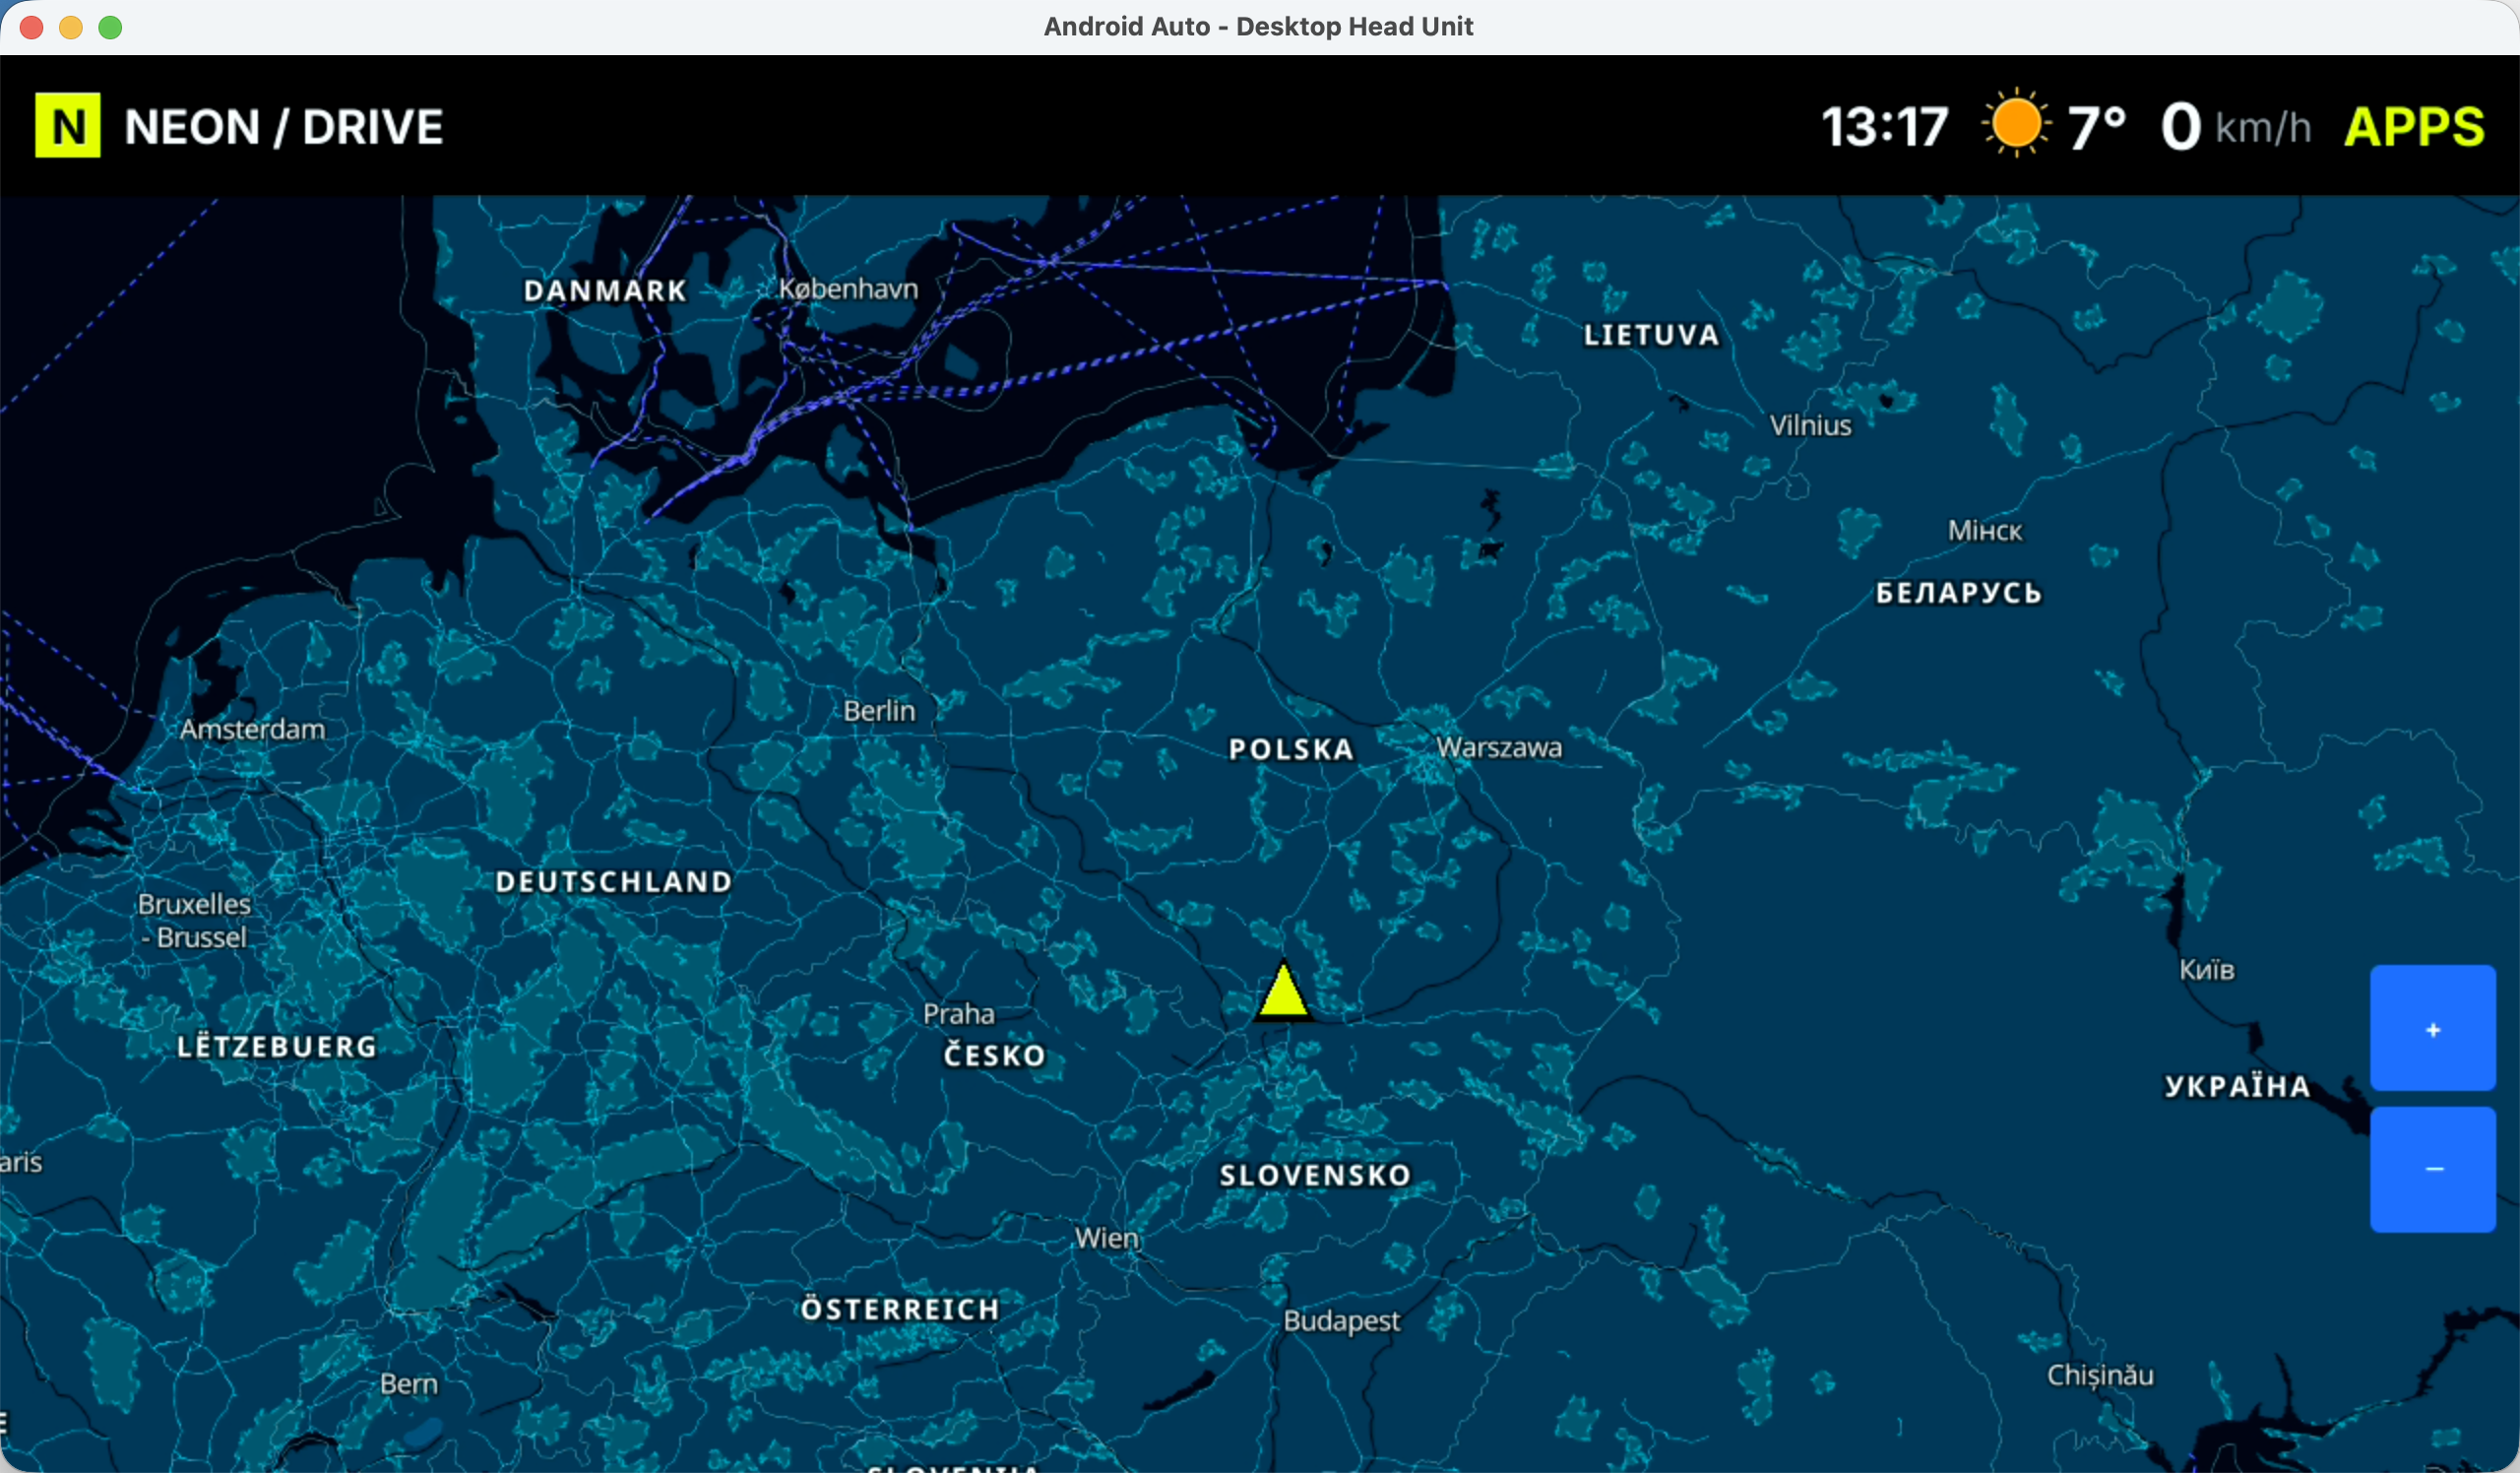 Android Auto - Desktop Head Unit
N NEON / DRIVE
13:17 7° 0 km/h APPS
DANMARK
København
LIETUVA
Vilnius
Мінск
БЕЛАРУСЬ
Amsterdam
Berlin
POLSKA
Warszawa
DEUTSCHLAND
Bruxelles
- Brussel
Київ
Praha
ČESKO
LËTZEBUERG
+
УКРАЇНА
aris
–
SLOVENSKO
Wien
ÖSTERREICH
Budapest
Bern
Chișinău